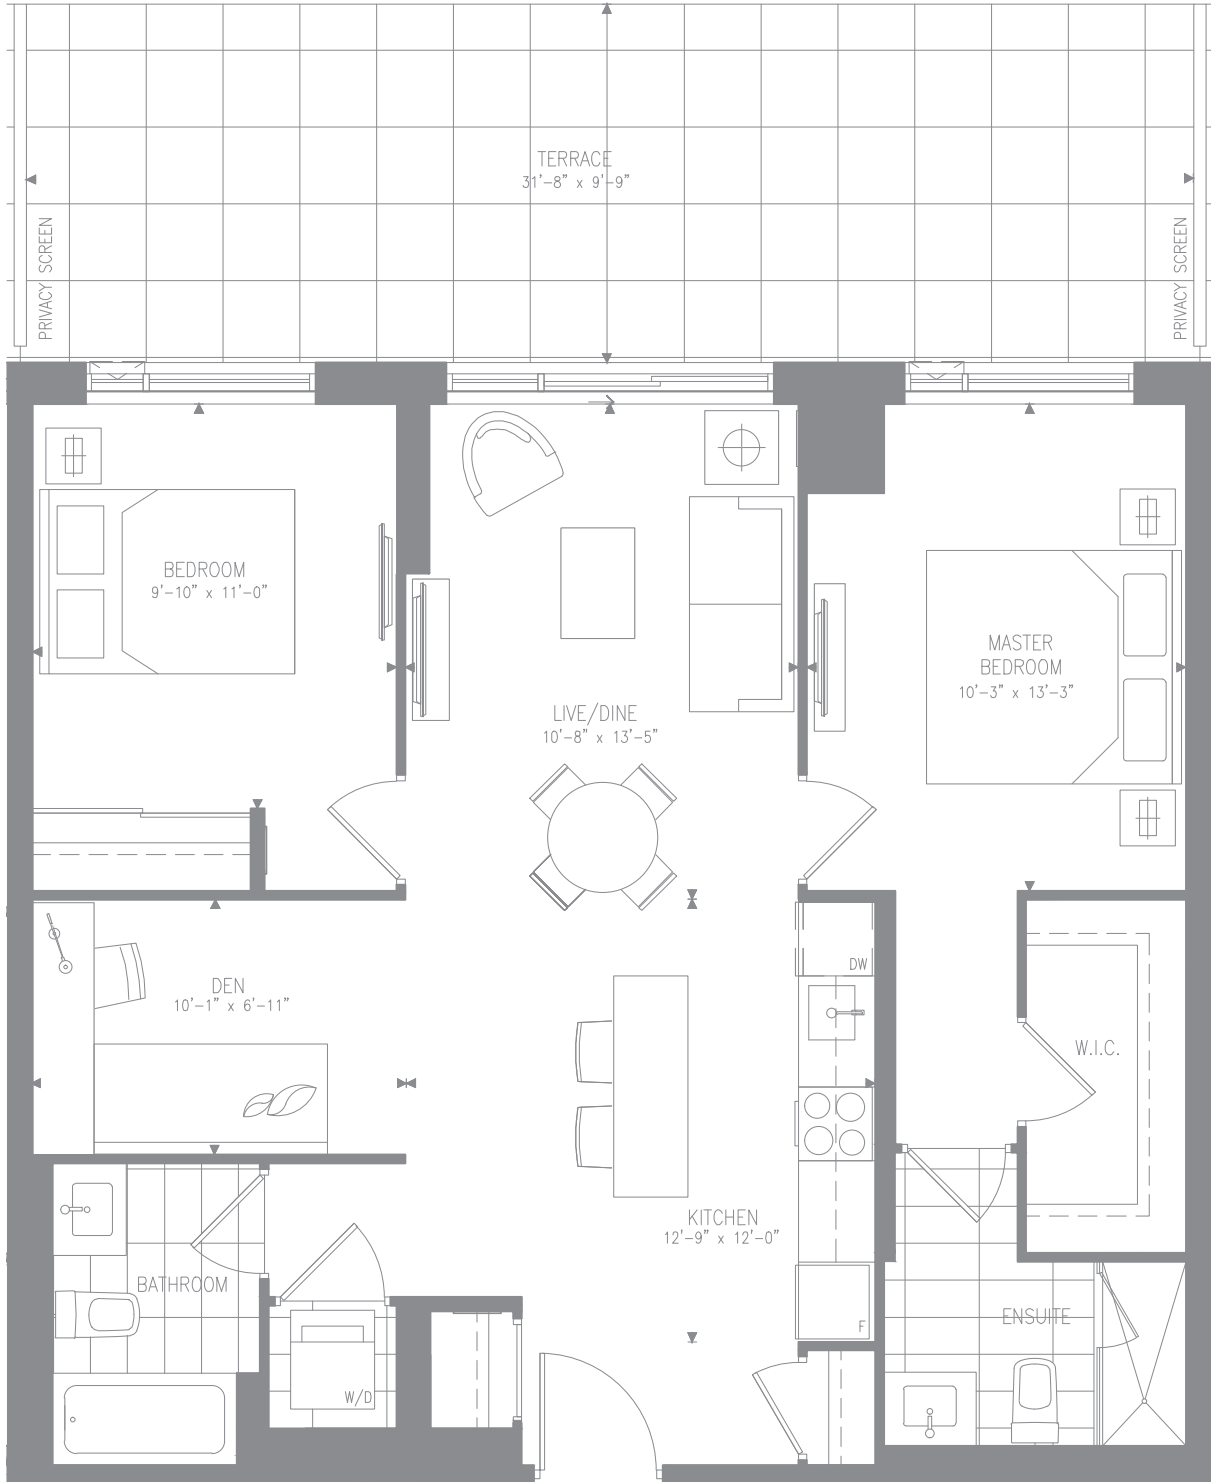 TERRACE
31'-8" x 9'-9"
PRIVACY SCREEN
PRIVACY SCREEN
BEDROOM
9'-10" x 11'-0"
MASTER
BEDROOM
10'-3" x 13'-3"
LIVE/DINE
10'-8" x 13'-5"
DW
DEN
10'-1" x 6'-11"
W.I.C.
KITCHEN
12'-9" x 12'-0"
BATHROOM
ENSUITE
F
W/D